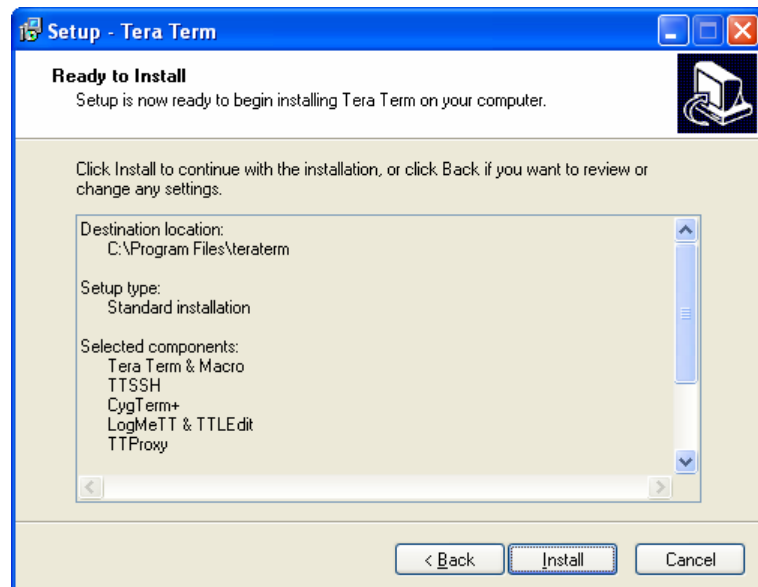 Setup - Tera Term
Ready to Install
Setup is now ready to begin installing Tera Term on your computer.
Click Install to continue with the installation, or click Back if you want to review or
change any settings.
Destination location:
C:\Program Files\teraterm
Setup type:
Standard installation
Selected components:
Tera Term & Macro
TTSSH
CygTerm+
LogMeTT & TTLEdit
TTProxy
< Back
Install
Cancel